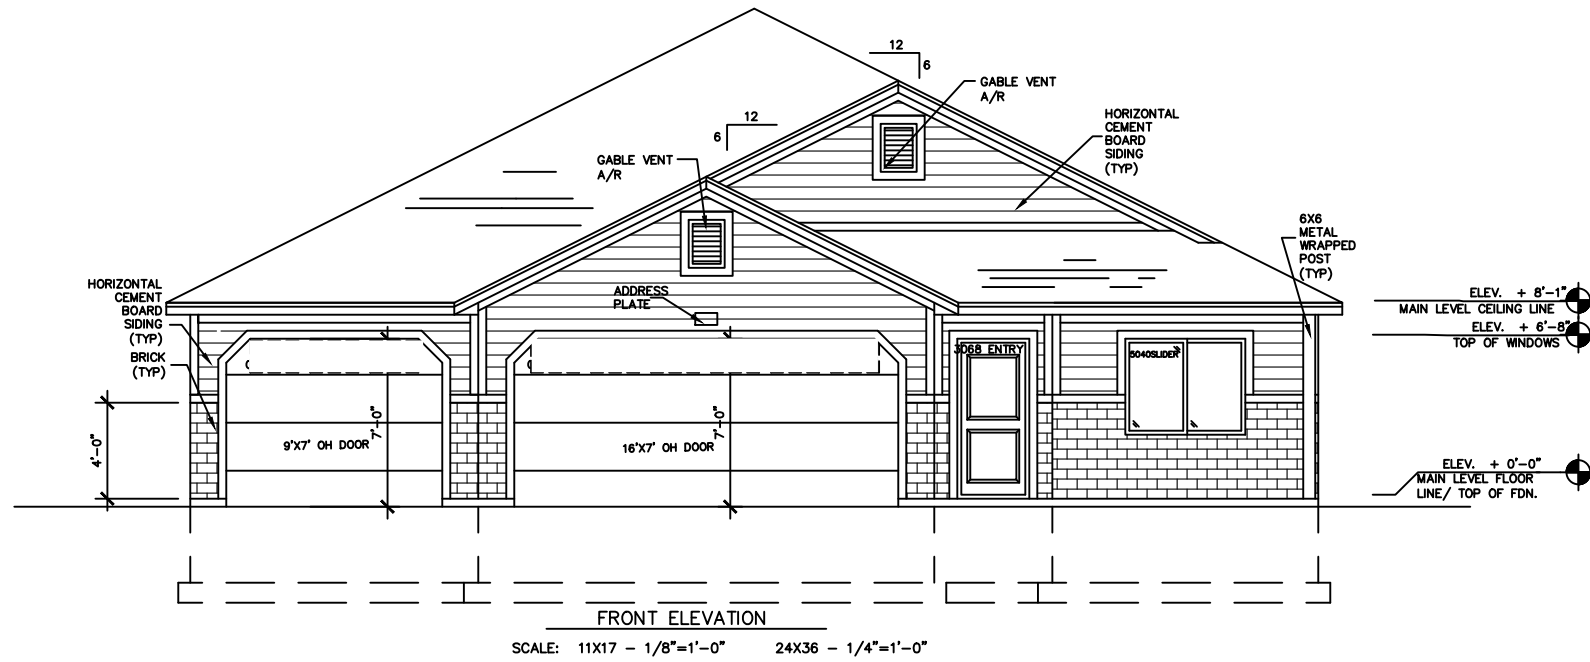 12
6
GABLE VENT
A/R
HORIZONTAL
CEMENT
BOARD
SIDING
(TYP)
12
6
GABLE VENT
A/R
6X6
METAL
WRAPPED
POST
(TYP)
HORIZONTAL
CEMENT
BOARD
SIDING
(TYP)
BRICK
(TYP)
ADDRESS
PLATE
ELEV. + 8'-1"
MAIN LEVEL CEILING LINE
ELEV. + 6'-8"
TOP OF WINDOWS
3068 ENTRY
5040SLIDER
4'-0"
9'X7' OH DOOR
7'-0"
16'X7' OH DOOR
7'-0"
ELEV. + 0'-0"
MAIN LEVEL FLOOR
LINE/ TOP OF FDN.
FRONT ELEVATION
SCALE: 11X17 - 1/8"=1'-0" 24X36 - 1/4"=1'-0"